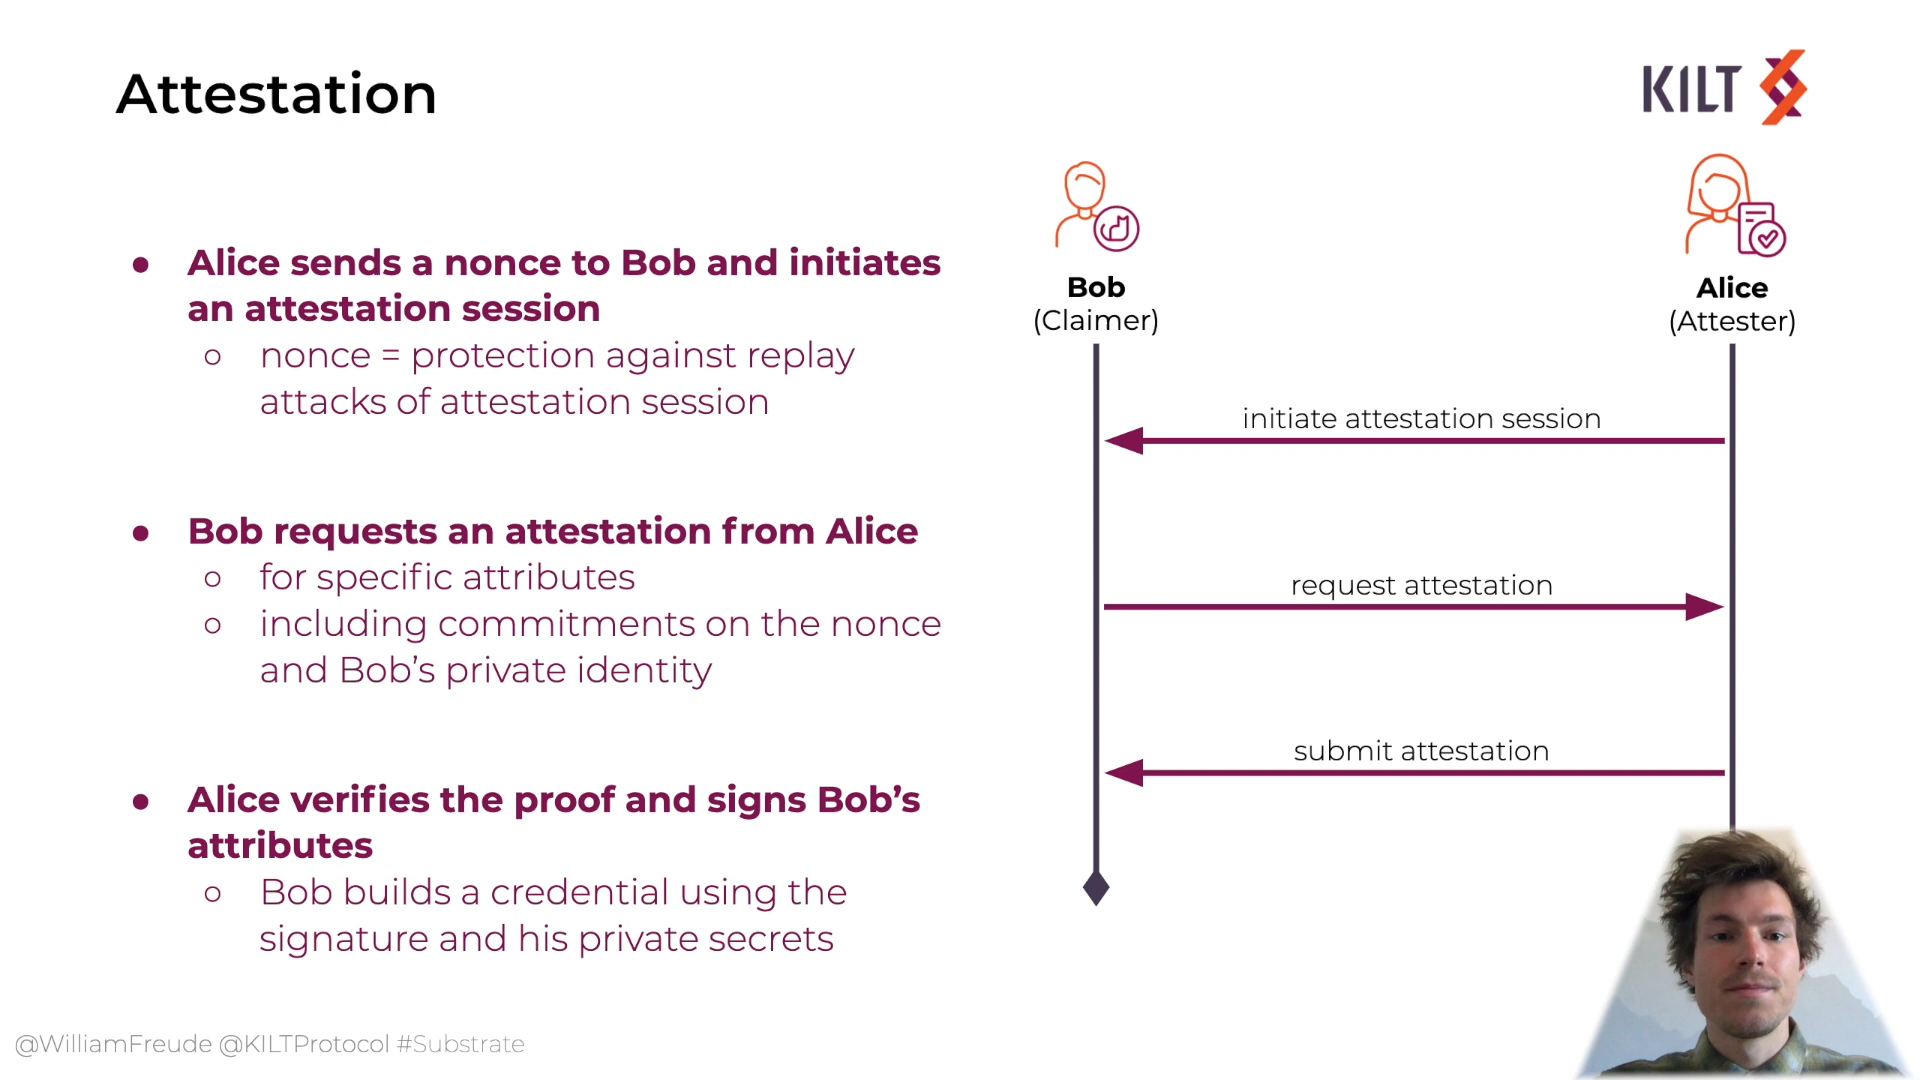 Attestation
KILT
● Alice sends a nonce to Bob and initiates
an attestation session
○ nonce = protection against replay
attacks of attestation session
● Bob requests an attestation from Alice
○ for specific attributes
○ including commitments on the nonce
and Bob's private identity
● Alice verifies the proof and signs Bob's
attributes
○ Bob builds a credential using the
signature and his private secrets
Bob
(Claimer)
Alice
(Attester)
initiate attestation session
request attestation
submit attestation
@WilliamFreude @KILTProtocol #Substrate